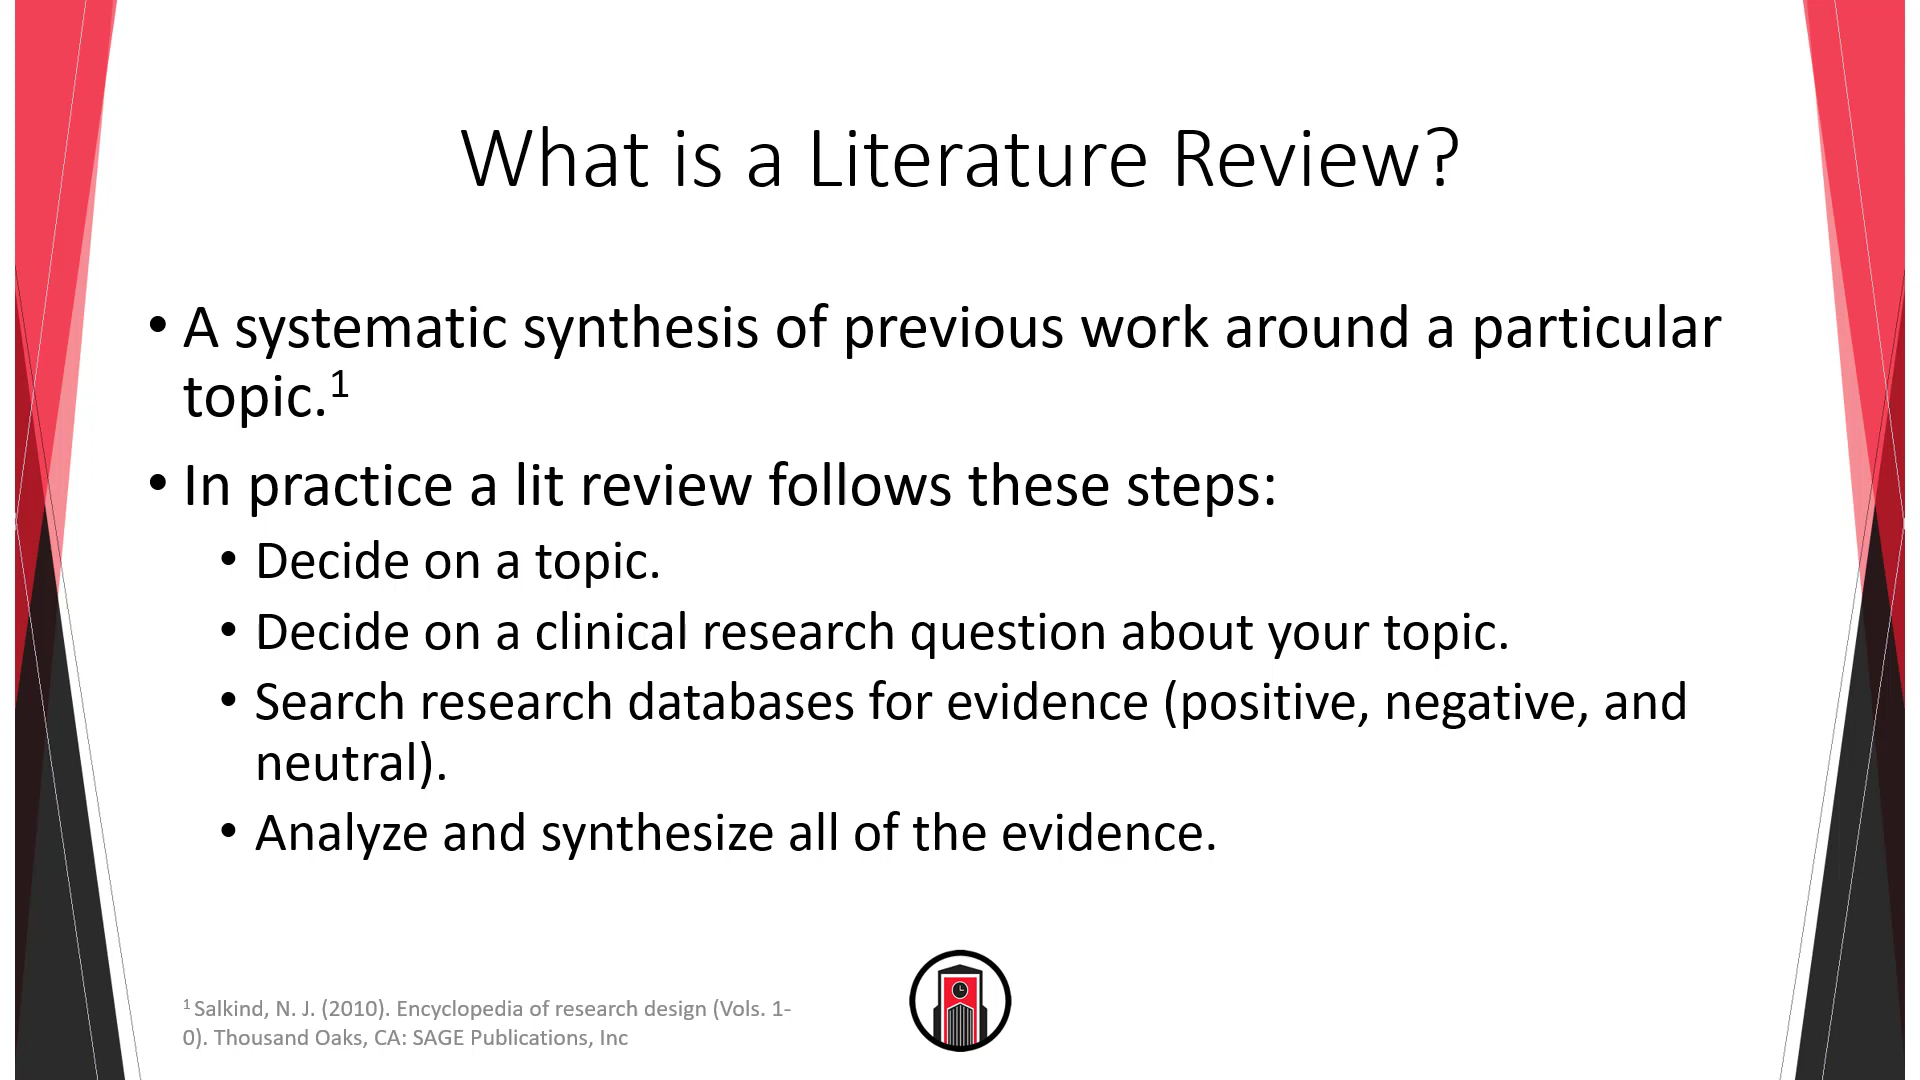 What is a Literature Review?
• A systematic synthesis of previous work around a particular
topic.¹
• In practice a lit review follows these steps:
• Decide on a topic.
• Decide on a clinical research question about your topic.
• Search research databases for evidence (positive, negative, and
neutral).
• Analyze and synthesize all of the evidence.
¹ Salkind, N. J. (2010). Encyclopedia of research design (Vols. 1-
0). Thousand Oaks, CA: SAGE Publications, Inc